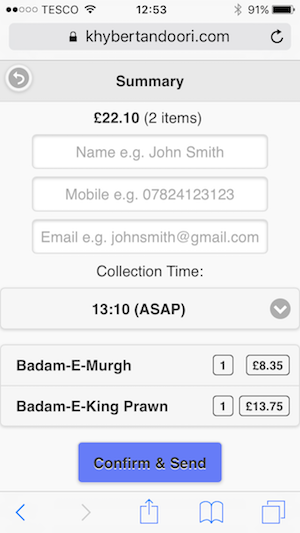 TESCO 12:53 91%
khybertandoori.com
Summary
£22.10 (2 items)
Name e.g. John Smith
Mobile e.g. 07824123123
Email e.g. johnsmith@gmail.com
Collection Time:
13:10 (ASAP)
Badam-E-Murgh 1 £8.35
Badam-E-King Prawn 1 £13.75
Confirm & Send